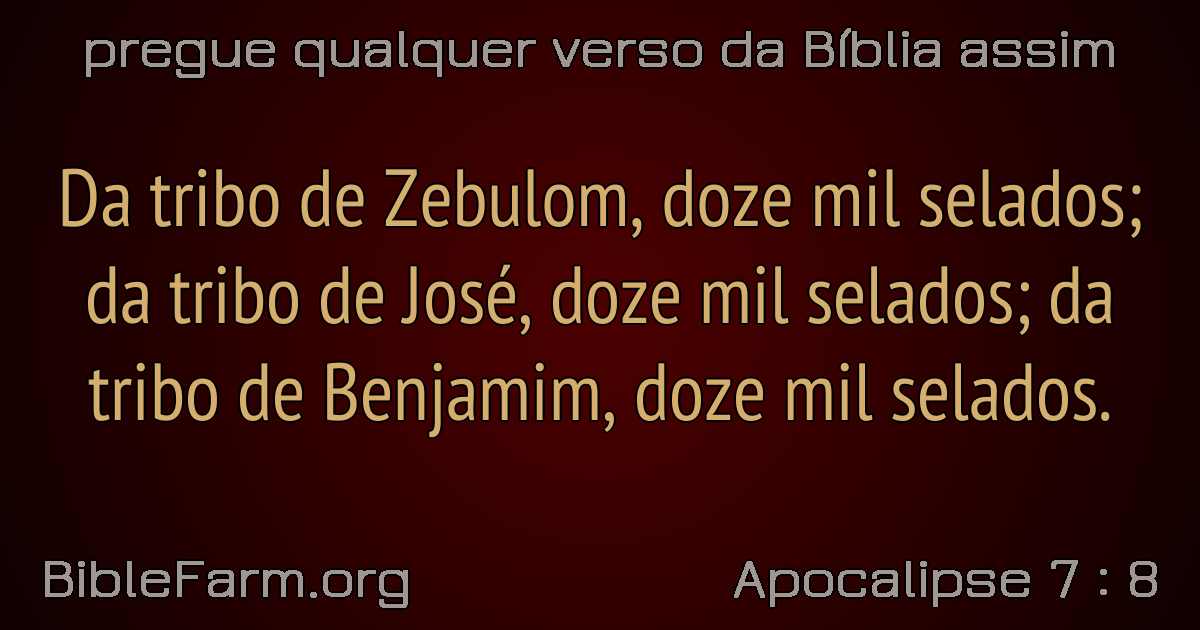 pregue qualquer verso da Bíblia assim
Da tribo de Zebulom, doze mil selados;
da tribo de José, doze mil selados; da
tribo de Benjamim, doze mil selados.
BibleFarm.org
Apocalipse 7 : 8